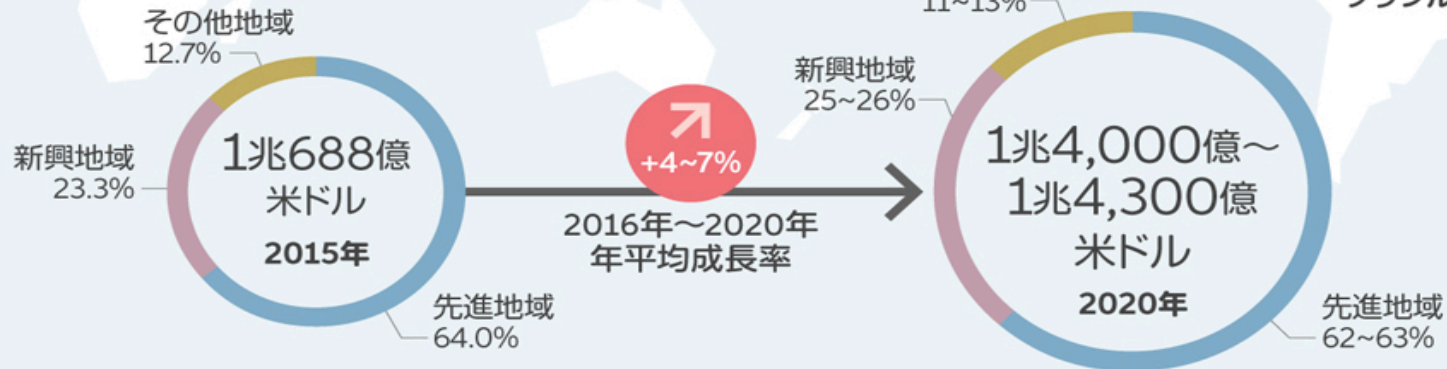 その他地域
12.7%
新興地域
23.3%
1兆688億
米ドル
2015年
先進地域
64.0%
+4~7%
2016年～2020年
年平均成長率
11~13%
新興地域
25~26%
1兆4,000億～
1兆4,300億
米ドル
2020年
先進地域
62~63%